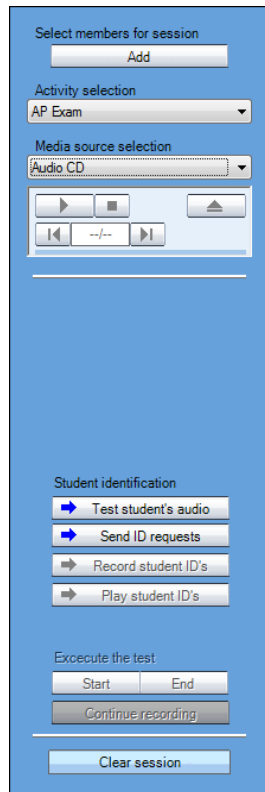 Select members for session
Add
Activity selection
AP Exam
Media source selection
Audio CD
--/--
Student identification
Test student's audio
Send ID requests
Record student ID's
Play student ID's
Excecute the test
Start End
Continue recording
Clear session